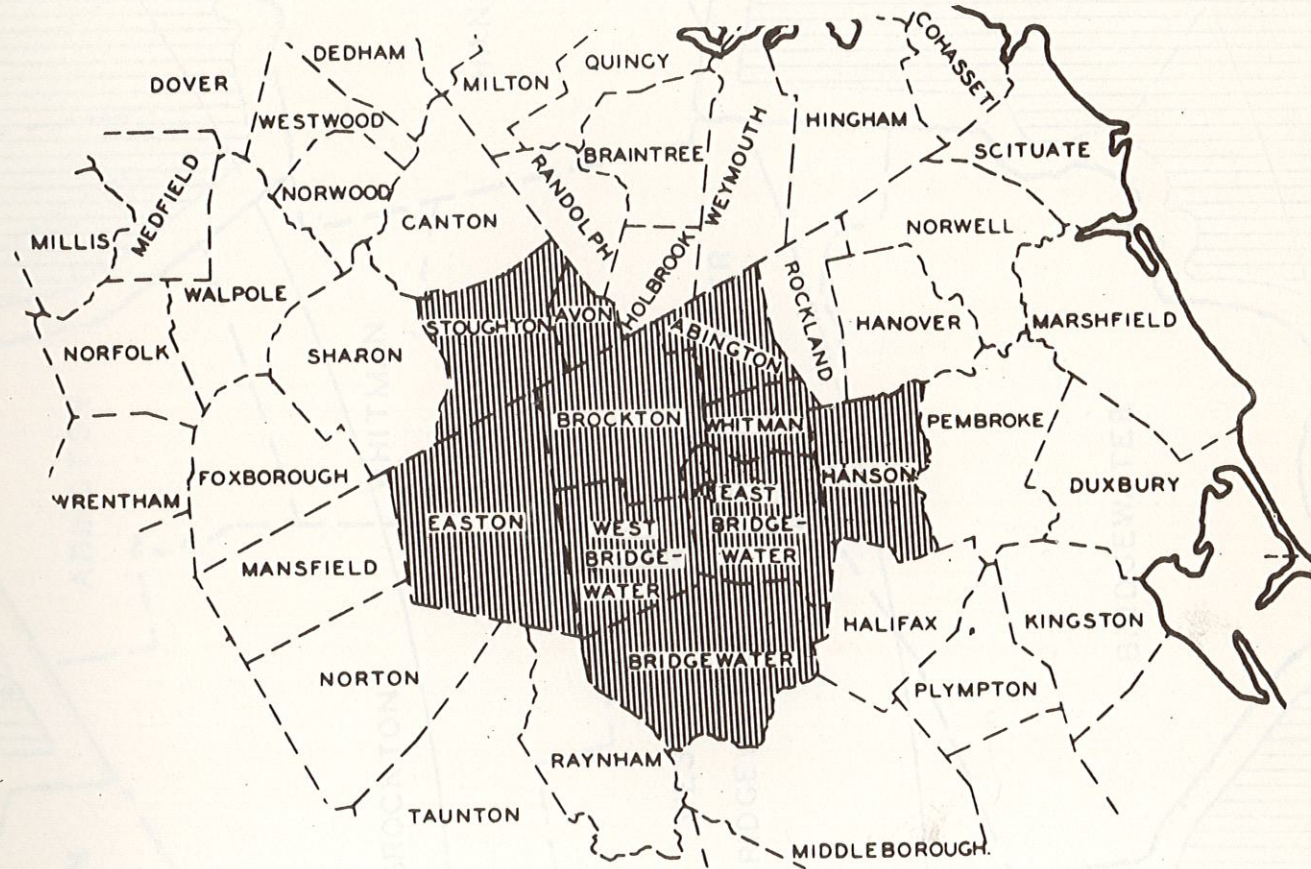 DEDHAM
QUINCY
COHASSET
DOVER
MILTON
WESTWOOD
HINGHAM
WEYMOUTH
BRAINTREE
SCITUATE
MEDFIELD
NORWOOD
RANDOLPH
CANTON
NORWELL
MILLIS
HOLBROOK
WALPOLE
ROCKLAND
AVON
STOUGHTON
ABINGTON
HANOVER
MARSHFIELD
NORFOLK
SHARON
BROCKTON
WHITMAN
PEMBROKE
FOXBOROUGH
HANSON
DUXBURY
WRENTHAM
EAST
BRIDGE-
WATER
EASTON
WEST
BRIDGE-
WATER
MANSFIELD
HALIFAX
KINGSTON
BRIDGEWATER
NORTON
PLYMPTON
RAYNHAM
TAUNTON
MIDDLEBOROUGH.